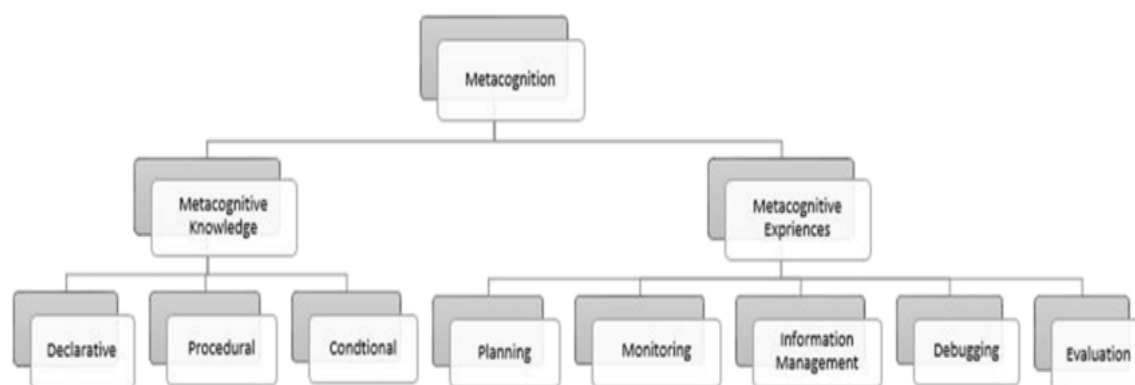 Metacognition
Metacognitive
Knowledge
Metacognitive
Expriences
Declarative
Procedural
Condtional
Planning
Monitoring
Information
Management
Debugging
Evaluation